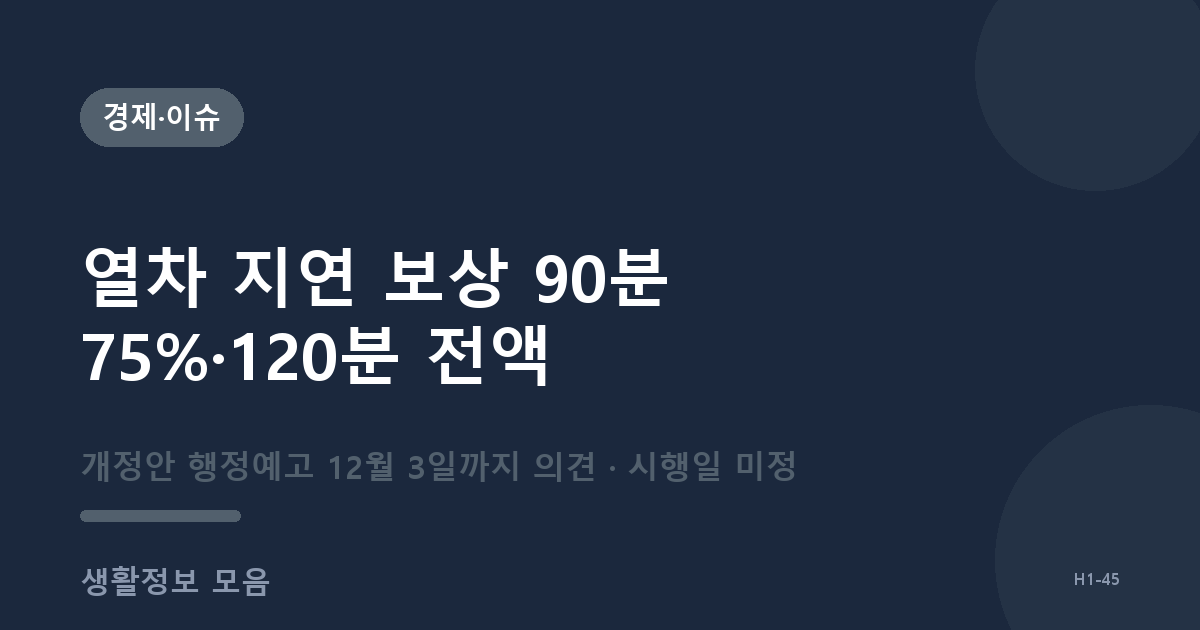 경제·이슈
열차 지연 보상 90분
75%·120분 전액
개정안 행정예고 12월 3일까지 의견 · 시행일 미정
생활정보 모음
H1-45